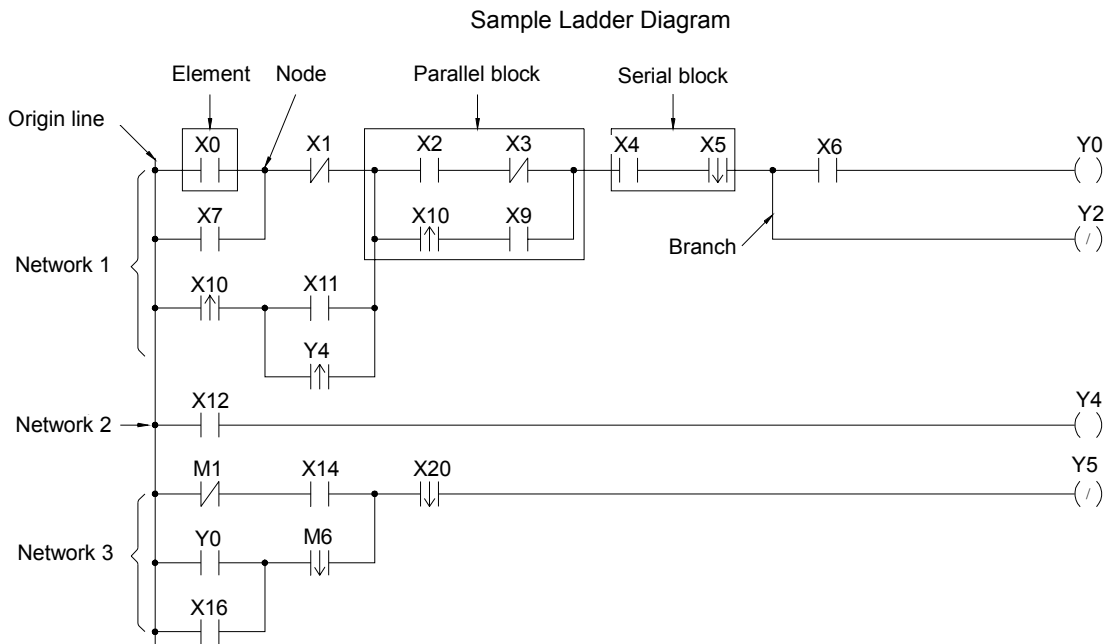 Sample Ladder Diagram
Element Node Parallel block Serial block
Origin line
X0 X1 X2 X3 X4 X5 X6 Y0
X7 X10 X9 Y2
Branch
Network 1
X10 X11
Y4
X12 Y4
Network 2
M1 X14 X20 Y5
Y0 M6
Network 3
X16